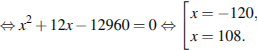 ⇔ x² + 12x − 12960 = 0 ⇔ [ x = −120,
x = 108.